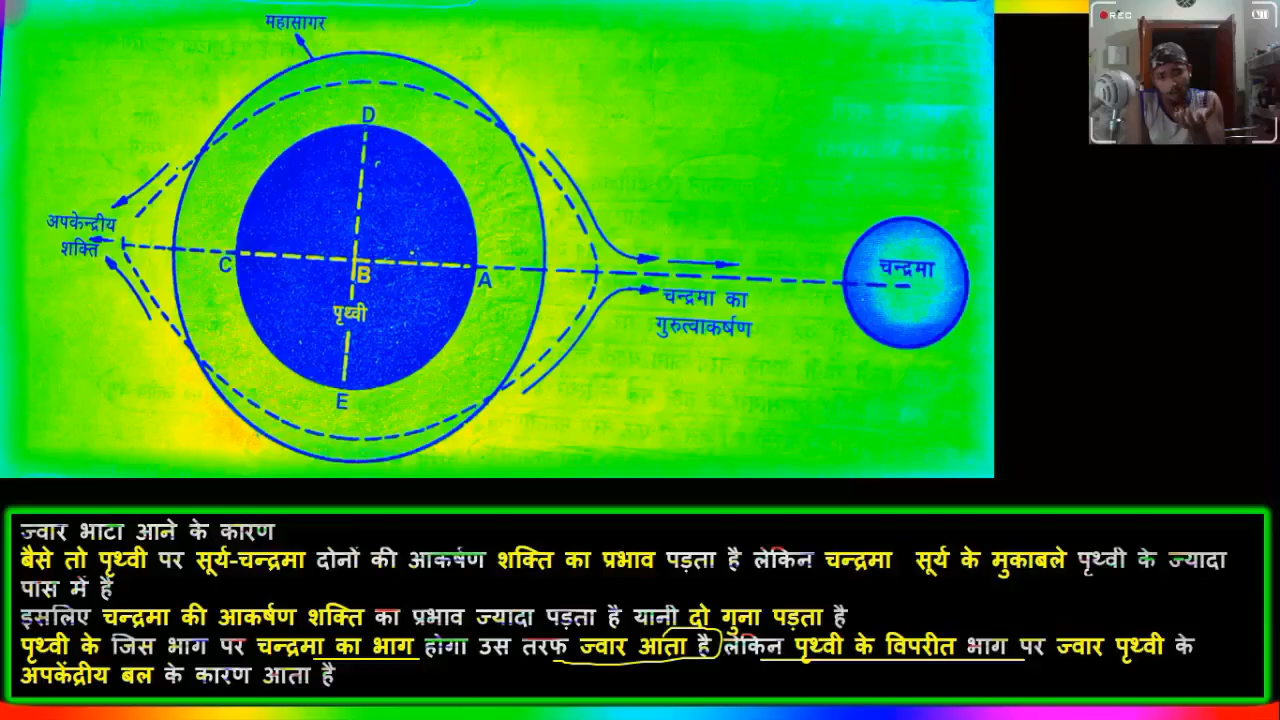 REC
महासागर
D
अपकेन्द्रीय
शक्ति
C
B
A
चन्द्रमा
पृथ्वी
चन्द्रमा का
गुरुत्वाकर्षण
E
ज्वार भाटा आने के कारण
बैसे तो पृथ्वी पर सूर्य-चन्द्रमा दोनों की आकर्षण शक्ति का प्रभाव पड़ता है लेकिन चन्द्रमा सूर्य के मुकाबले पृथ्वी के ज्यादा
पास में हैं
इसलिए चन्द्रमा की आकर्षण शक्ति का प्रभाव ज्यादा पड़ता है यानी दो गुना पड़ता है
पृथ्वी के जिस भाग पर चन्द्रमा का भाग होगा उस तरफ ज्वार आता है लेकिन पृथ्वी के विपरीत भाग पर ज्वार पृथ्वी के
अपकेंद्रीय बल के कारण आता है